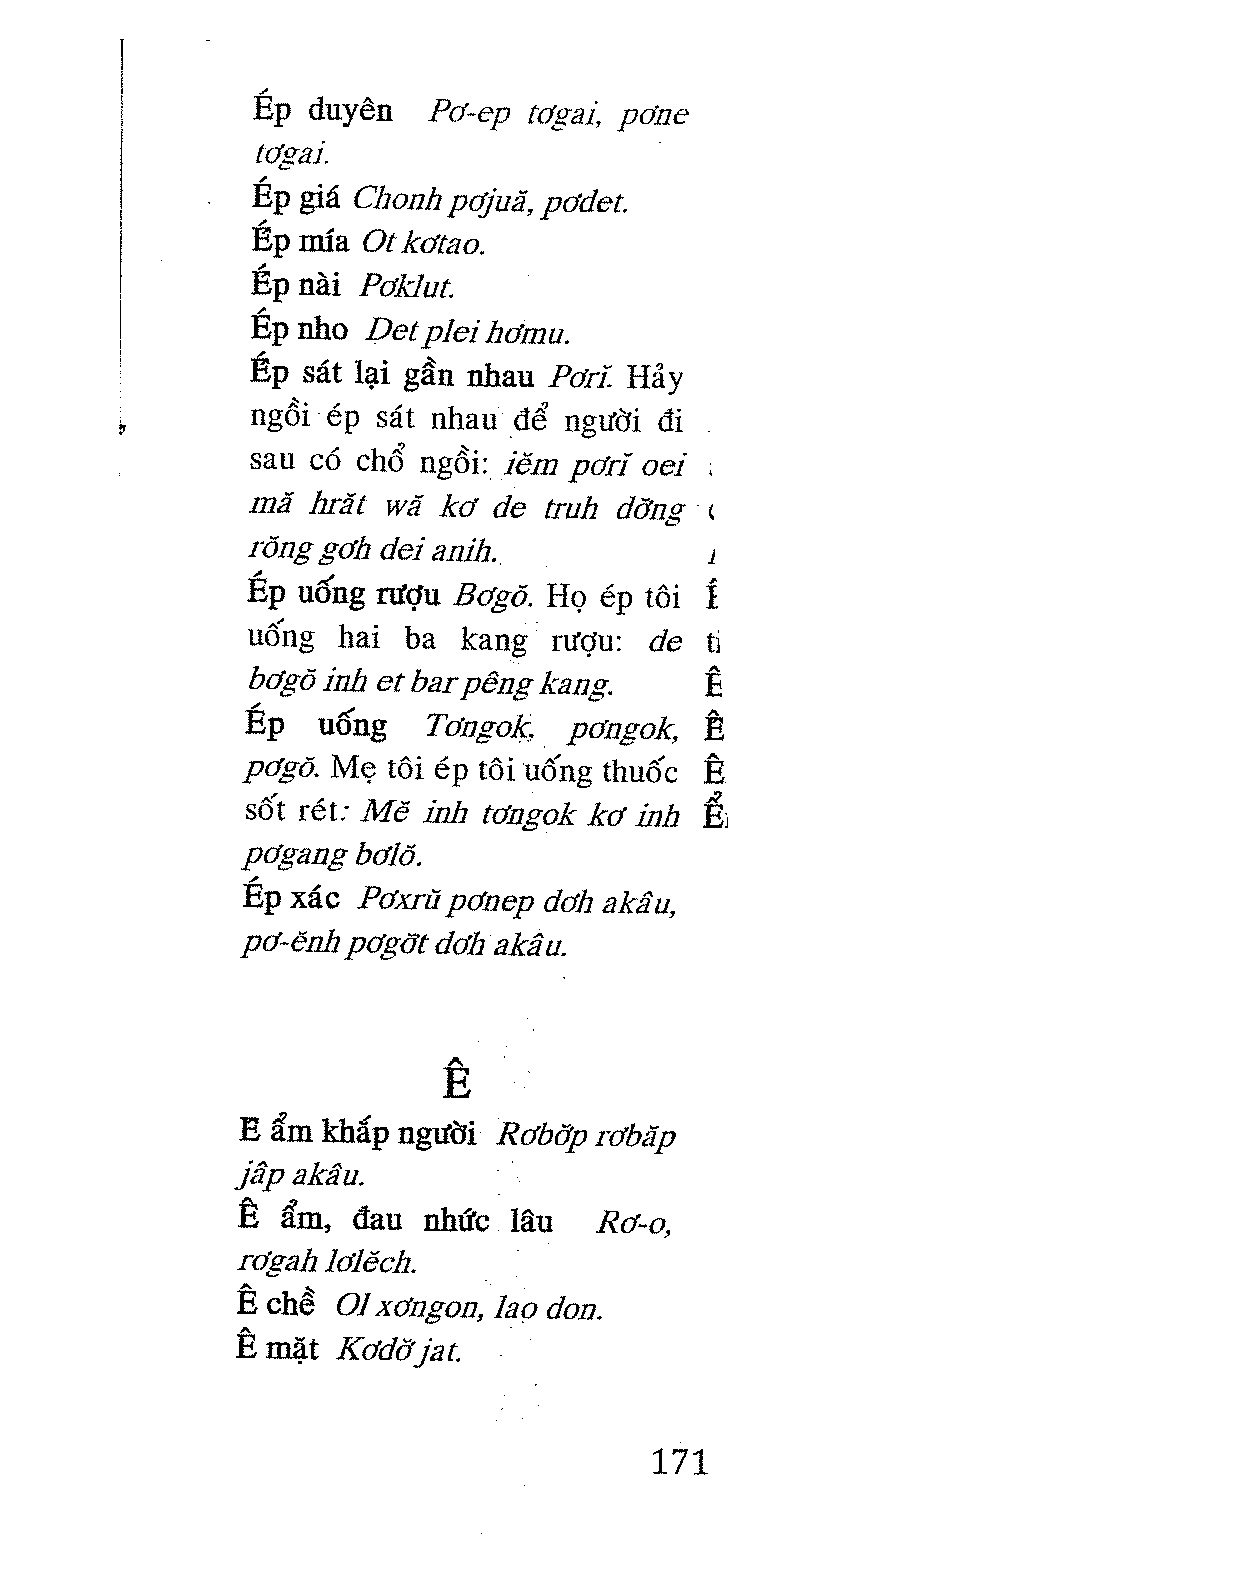 Ép duyên Pơ-ep tơgai, pơne
tơgai.
Ép giá Chonh pơjuă, pơdet.
Ép mía Ot kơtao.
Ép nài Pơklut.
Ép nho Det plei hơmu.
Ép sát lại gần nhau Pơrĭ. Hảy
ngồi ép sát nhau để người đi
sau có chổ ngồi: iĕm pơrĭ oei
mă hrăt wă kơ de truh dơ̆ng
rŏng gơh dei anih.
Ép uống rượu Bơgŏ. Họ ép tôi
uống hai ba kang rượu: de
bơgŏ inh et bar pêng kang.
Ép uống Tơngok, pơngok,
pơgŏ. Mẹ tôi ép tôi uống thuốc
sốt rét: Mĕ inh tơngok kơ inh
pơgang bơlŏ.
Ép xác Pơxrŭ pơnep dơh akâu,
pơ-ĕnh pơgơ̆t dơh akâu.
Ê
E ẩm khắp người Rơbơ̆p rơbăp
jâp akâu.
Ê ẩm, đau nhức lâu Rơ-o,
rơgah lơlĕch.
Ê chề Ol xơngon, lao don.
Ê mặt Kơdơ̆ jat.
171